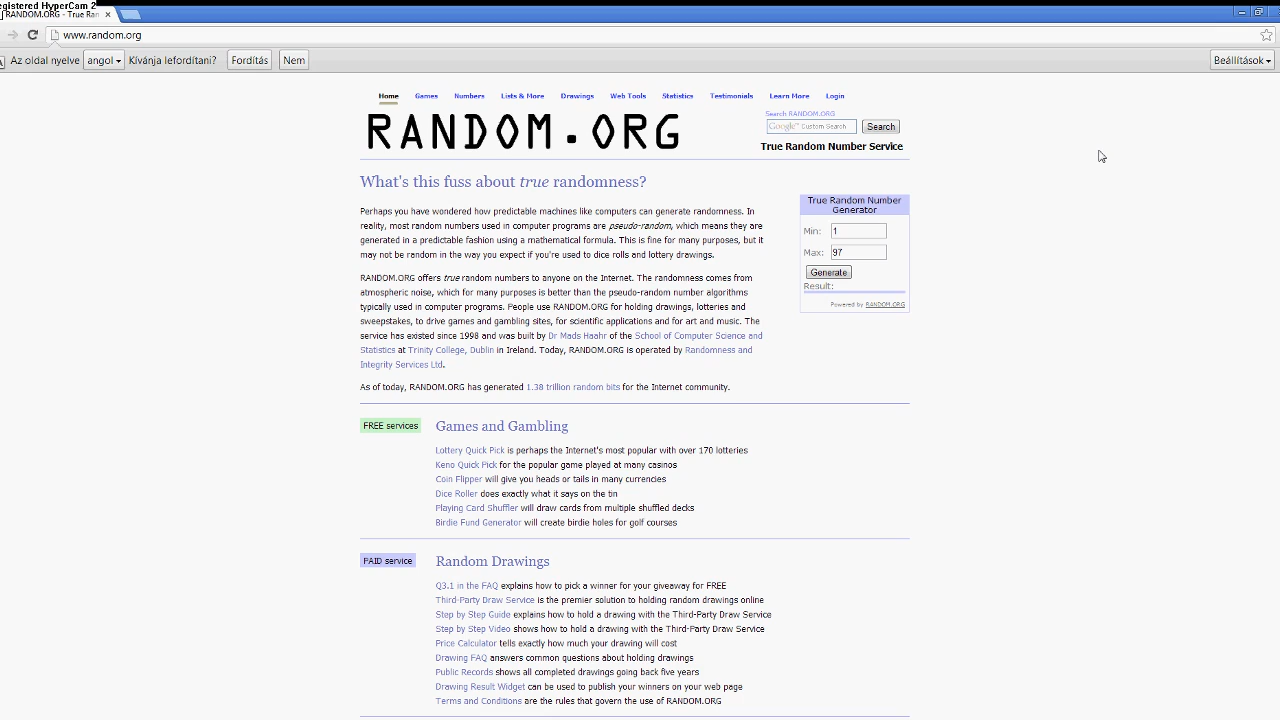 egistered HyperCam 2
RANDOM.ORG - True Ran
www.random.org
Az oldal nyelve angol Kívánja lefordítani? Fordítás Nem Beállítások
Home Games Numbers Lists & More Drawings Web Tools Statistics Testimonials Learn More Login
Search RANDOM.ORG
RANDOM.ORG
Google™ Custom Search Search
True Random Number Service
What's this fuss about true randomness?
Perhaps you have wondered how predictable machines like computers can generate randomness. In
reality, most random numbers used in computer programs are pseudo-random, which means they are
generated in a predictable fashion using a mathematical formula. This is fine for many purposes, but it
may not be random in the way you expect if you're used to dice rolls and lottery drawings.
RANDOM.ORG offers true random numbers to anyone on the Internet. The randomness comes from
atmospheric noise, which for many purposes is better than the pseudo-random number algorithms
typically used in computer programs. People use RANDOM.ORG for holding drawings, lotteries and
sweepstakes, to drive games and gambling sites, for scientific applications and for art and music. The
service has existed since 1998 and was built by Dr Mads Haahr of the School of Computer Science and
Statistics at Trinity College, Dublin in Ireland. Today, RANDOM.ORG is operated by Randomness and
Integrity Services Ltd.
As of today, RANDOM.ORG has generated 1.38 trillion random bits for the Internet community.
True Random Number
Generator
Min: 1
Max: 97
Generate
Result:
Powered by RANDOM.ORG
FREE services
Games and Gambling
Lottery Quick Pick is perhaps the Internet's most popular with over 170 lotteries
Keno Quick Pick for the popular game played at many casinos
Coin Flipper will give you heads or tails in many currencies
Dice Roller does exactly what it says on the tin
Playing Card Shuffler will draw cards from multiple shuffled decks
Birdie Fund Generator will create birdie holes for golf courses
PAID service
Random Drawings
Q3.1 in the FAQ explains how to pick a winner for your giveaway for FREE
Third-Party Draw Service is the premier solution to holding random drawings online
Step by Step Guide explains how to hold a drawing with the Third-Party Draw Service
Step by Step Video shows how to hold a drawing with the Third-Party Draw Service
Price Calculator tells exactly how much your drawing will cost
Drawing FAQ answers common questions about holding drawings
Public Records shows all completed drawings going back five years
Drawing Result Widget can be used to publish your winners on your web page
Terms and Conditions are the rules that govern the use of RANDOM.ORG